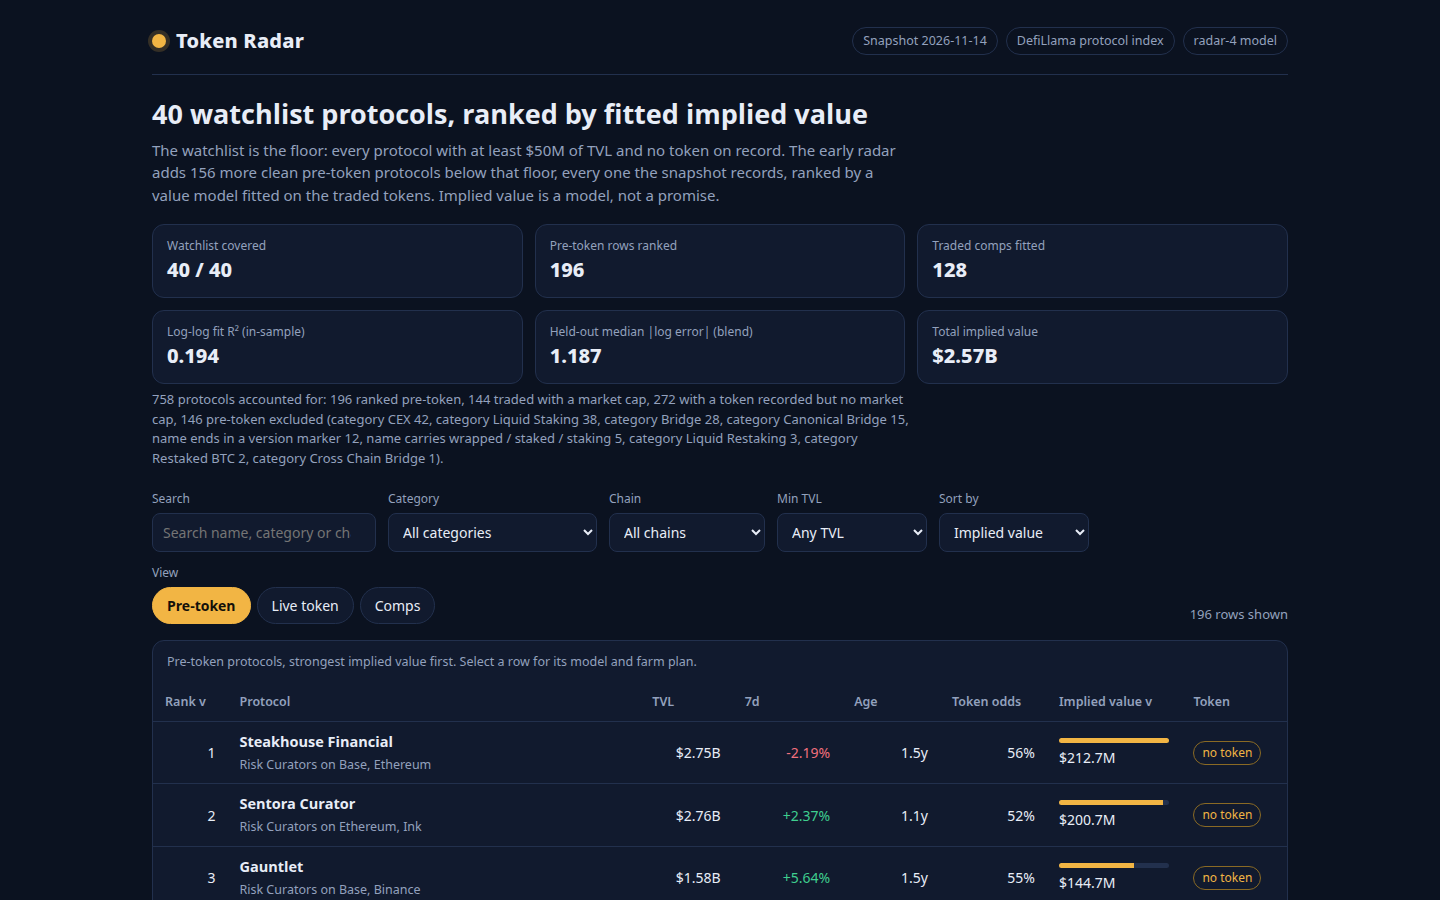 Token Radar
Snapshot 2026-11-14
DefiLlama protocol index
radar-4 model
40 watchlist protocols, ranked by fitted implied value
The watchlist is the floor: every protocol with at least $50M of TVL and no token on record. The early radar
adds 156 more clean pre-token protocols below that floor, every one the snapshot records, ranked by a
value model fitted on the traded tokens. Implied value is a model, not a promise.
Watchlist covered
40 / 40
Pre-token rows ranked
196
Traded comps fitted
128
Log-log fit R² (in-sample)
0.194
Held-out median |log error| (blend)
1.187
Total implied value
$2.57B
758 protocols accounted for: 196 ranked pre-token, 144 traded with a market cap, 272 with a token recorded but no market
cap, 146 pre-token excluded (category CEX 42, category Liquid Staking 38, category Bridge 28, category Canonical Bridge 15,
name ends in a version marker 12, name carries wrapped / staked / staking 5, category Liquid Restaking 3, category
Restaked BTC 2, category Cross Chain Bridge 1).
Search
Category
Chain
Min TVL
Sort by
Search name, category or ch
All categories
All chains
Any TVL
Implied value
View
Pre-token
Live token
Comps
196 rows shown
Pre-token protocols, strongest implied value first. Select a row for its model and farm plan.
Rank v
Protocol
TVL
7d
Age
Token odds
Implied value v
Token
1
Steakhouse Financial
Risk Curators on Base, Ethereum
$2.75B
-2.19%
1.5y
56%
$212.7M
no token
2
Sentora Curator
Risk Curators on Ethereum, Ink
$2.76B
+2.37%
1.1y
52%
$200.7M
no token
3
Gauntlet
Risk Curators on Base, Binance
$1.58B
+5.64%
1.5y
55%
$144.7M
no token